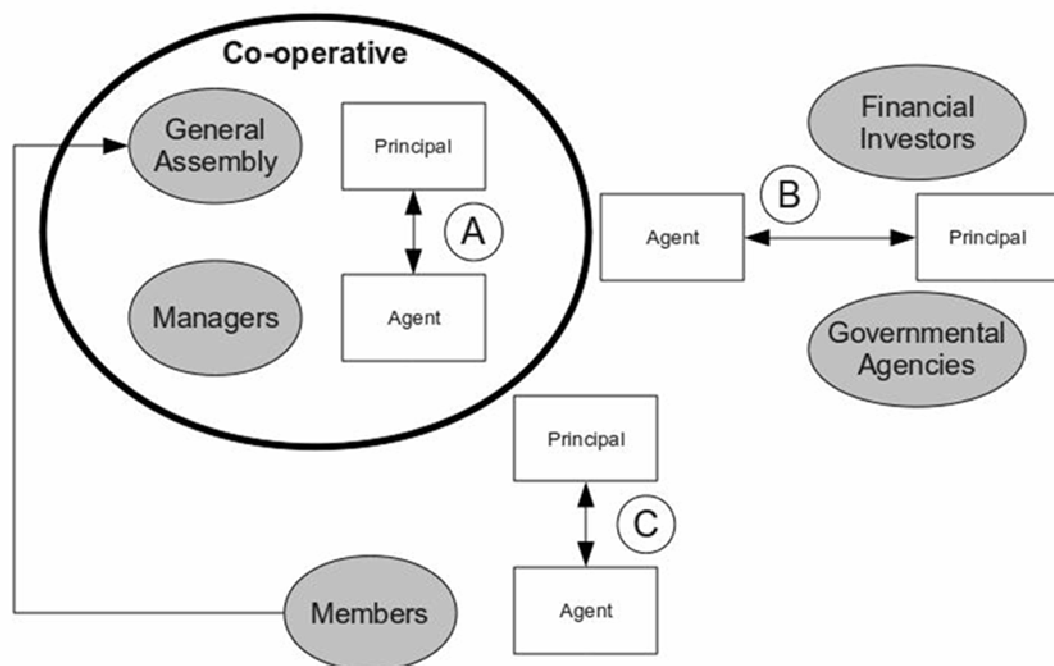 Co-operative
General
Assembly
Principal
A
Managers
Agent
Financial
Investors
B
Agent
Principal
Governmental
Agencies
Principal
C
Members
Agent